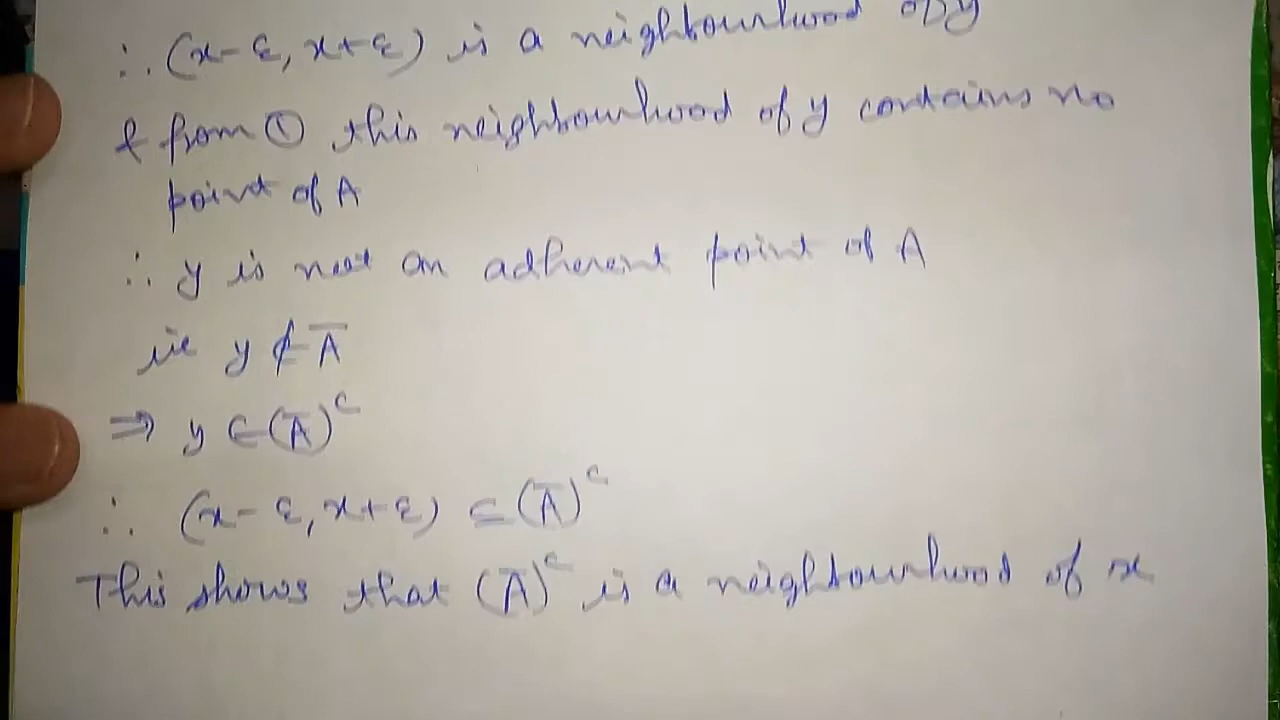 ∴ (x-ε, x+ε) is a neighbourhood of y
& from ① this neighbourhood of y contains no
point of A
∴ y is not an adherent point of A
ie y ∉ A̅
⇒ y ∈ (A̅)ᶜ
∴ (x-ε, x+ε) ⊆ (A̅)ᶜ
This shows that (A̅)ᶜ is a neighbourhood of x